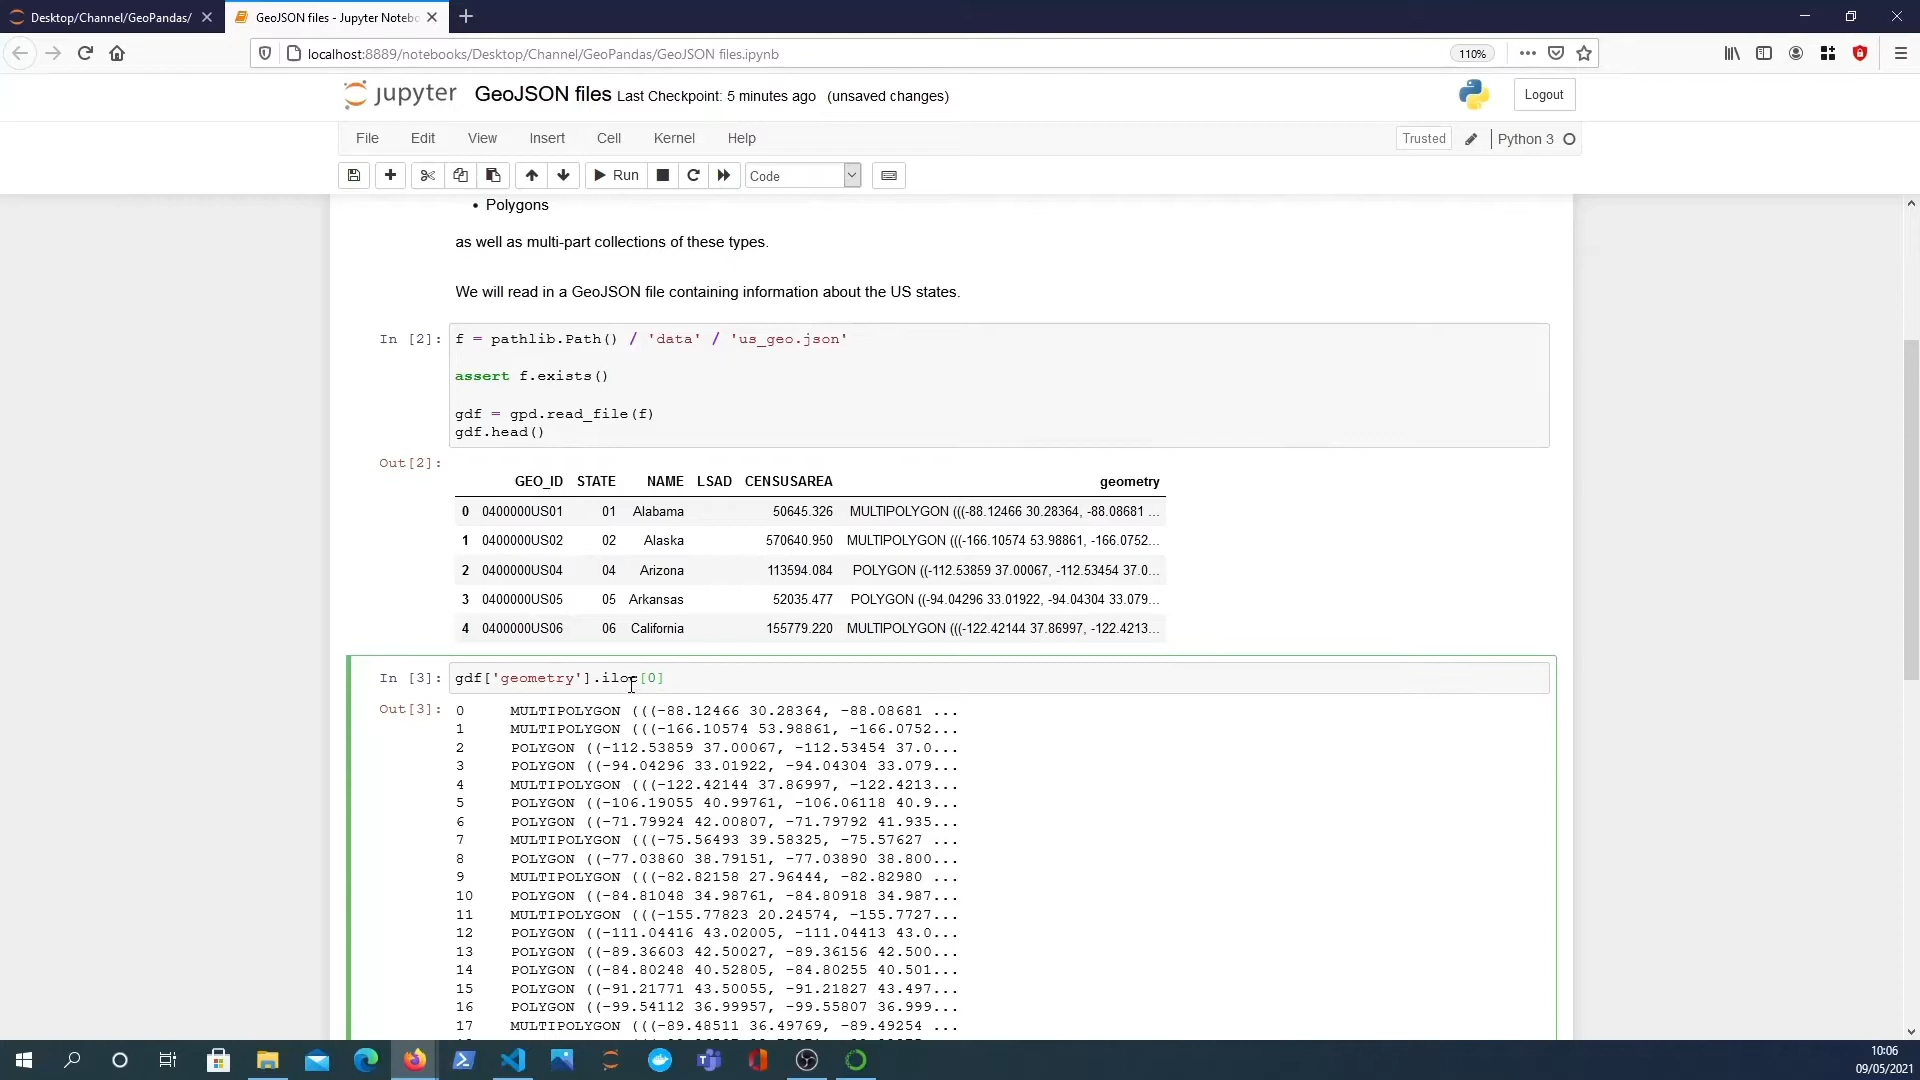 Desktop/Channel/GeoPandas/
GeoJSON files - Jupyter Notebo
localhost:8889/notebooks/Desktop/Channel/GeoPandas/GeoJSON files.ipynb
110%
jupyter GeoJSON files Last Checkpoint: 5 minutes ago (unsaved changes)
Logout
File Edit View Insert Cell Kernel Help
Trusted Python 3
Run Code
• Polygons
as well as multi-part collections of these types.
We will read in a GeoJSON file containing information about the US states.
In [2]: f = pathlib.Path() / 'data' / 'us_geo.json'
assert f.exists()
gdf = gpd.read_file(f)
gdf.head()
Out[2]:
GEO_ID STATE NAME LSAD CENSUSAREA geometry
0 0400000US01 01 Alabama 50645.326 MULTIPOLYGON (((-88.12466 30.28364, -88.08681 ...
1 0400000US02 02 Alaska 570640.950 MULTIPOLYGON (((-166.10574 53.98861, -166.0752...
2 0400000US04 04 Arizona 113594.084 POLYGON ((-112.53859 37.00067, -112.53454 37.0...
3 0400000US05 05 Arkansas 52035.477 POLYGON ((-94.04296 33.01922, -94.04304 33.079...
4 0400000US06 06 California 155779.220 MULTIPOLYGON (((-122.42144 37.86997, -122.4213...
In [3]: gdf['geometry'].iloc[0]
Out[3]: 0 MULTIPOLYGON (((-88.12466 30.28364, -88.08681 ...
1 MULTIPOLYGON (((-166.10574 53.98861, -166.0752...
2 POLYGON ((-112.53859 37.00067, -112.53454 37.0...
3 POLYGON ((-94.04296 33.01922, -94.04304 33.079...
4 MULTIPOLYGON (((-122.42144 37.86997, -122.4213...
5 POLYGON ((-106.19055 40.99761, -106.06118 40.9...
6 POLYGON ((-71.79924 42.00807, -71.79792 41.935...
7 MULTIPOLYGON (((-75.56493 39.58325, -75.57627 ...
8 POLYGON ((-77.03860 38.79151, -77.03890 38.800...
9 MULTIPOLYGON (((-82.82158 27.96444, -82.82980 ...
10 POLYGON ((-84.81048 34.98761, -84.80918 34.987...
11 MULTIPOLYGON (((-155.77823 20.24574, -155.7727...
12 POLYGON ((-111.04416 43.02005, -111.04413 43.0...
13 POLYGON ((-89.36603 42.50027, -89.36156 42.500...
14 POLYGON ((-84.80248 40.52805, -84.80255 40.501...
15 POLYGON ((-91.21771 43.50055, -91.21827 43.497...
16 POLYGON ((-99.54112 36.99957, -99.55807 36.999...
17 MULTIPOLYGON (((-89.48511 36.49769, -89.49254 ...
10:06
09/05/2021